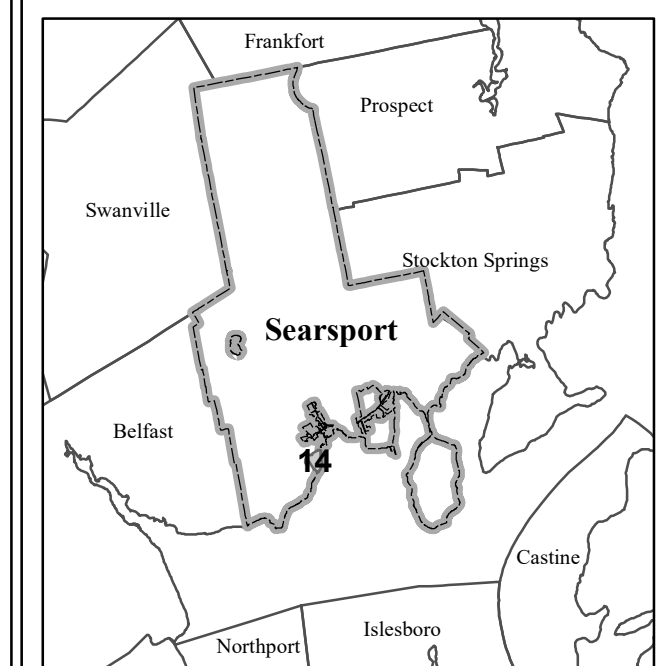 Frankfort
Prospect
Swanville
Stockton Springs
Searsport
Belfast
14
Castine
Islesboro
Northport